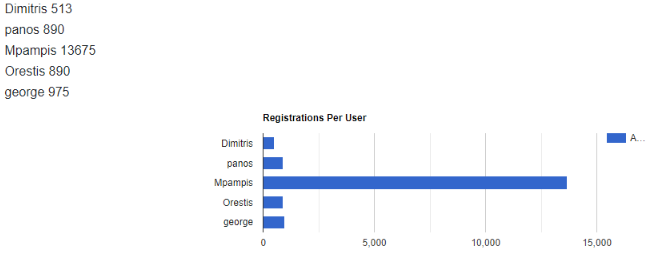 Dimitris 513
panos 890
Mpampis 13675
Orestis 890
george 975
Registrations Per User
A...
Dimitris
panos
Mpampis
Orestis
george
0 5,000 10,000 15,000